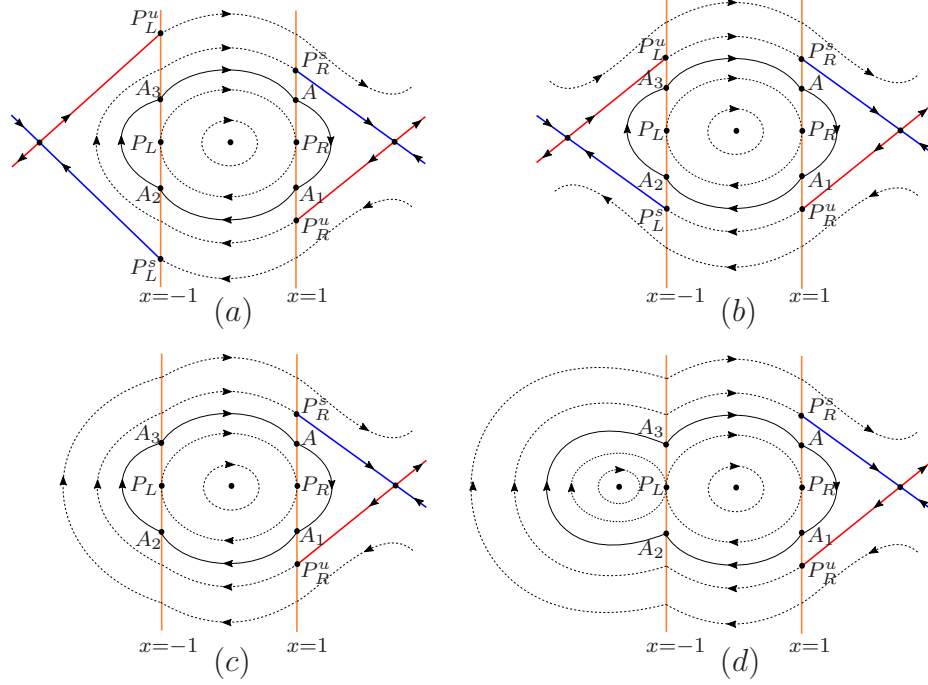 P_L^u
P_R^s
A_3
A
P_L
P_R
A_2
A_1
P_R^u
P_L^s
x=−1
x=1
(a)
P_L^u
P_R^s
A_3
A
P_L
P_R
A_2
A_1
P_L^s
P_R^u
x=−1
x=1
(b)
P_R^s
A_3
A
P_L
P_R
A_2
A_1
P_R^u
x=−1
x=1
(c)
P_R^s
A_3
A
P_L
P_R
A_2
A_1
P_R^u
x=−1
x=1
(d)